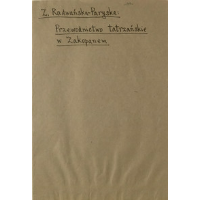 Z. Radwańska-Paryska
Przewodnictwo tatrzańskie
w Zakopanem